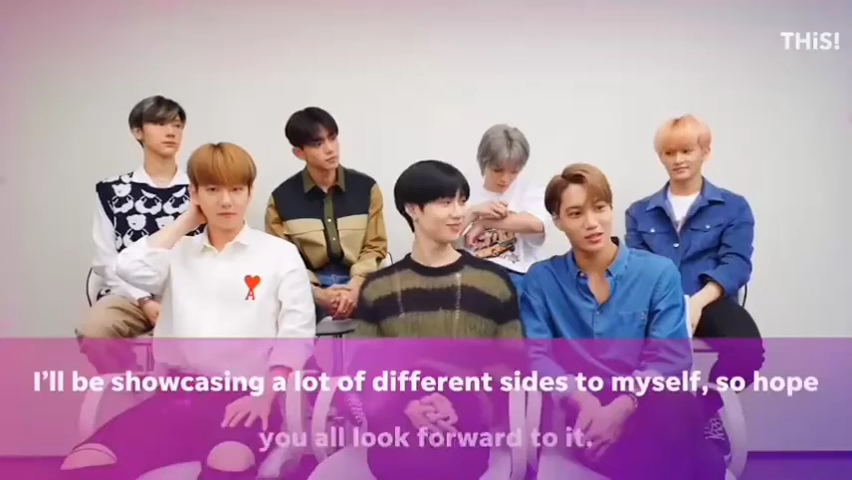 THiS!
A
I'll be showcasing a lot of different sides to myself, so hope
you all look forward to it.